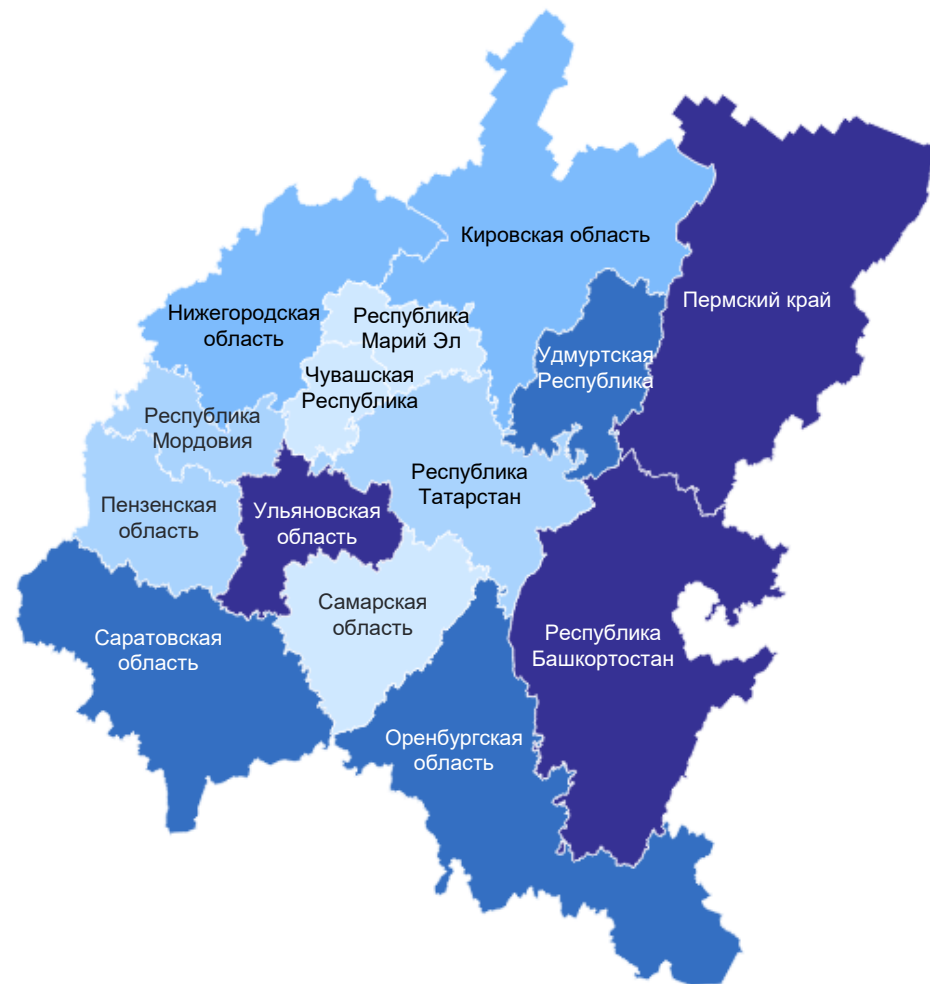 Кировская область
Пермский край
Нижегородская
область
Республика
Марий Эл
Удмуртская
Республика
Чувашская
Республика
Республика
Мордовия
Республика
Татарстан
Пензенская
область
Ульяновская
область
Самарская
область
Саратовская
область
Республика
Башкортостан
Оренбургская
область